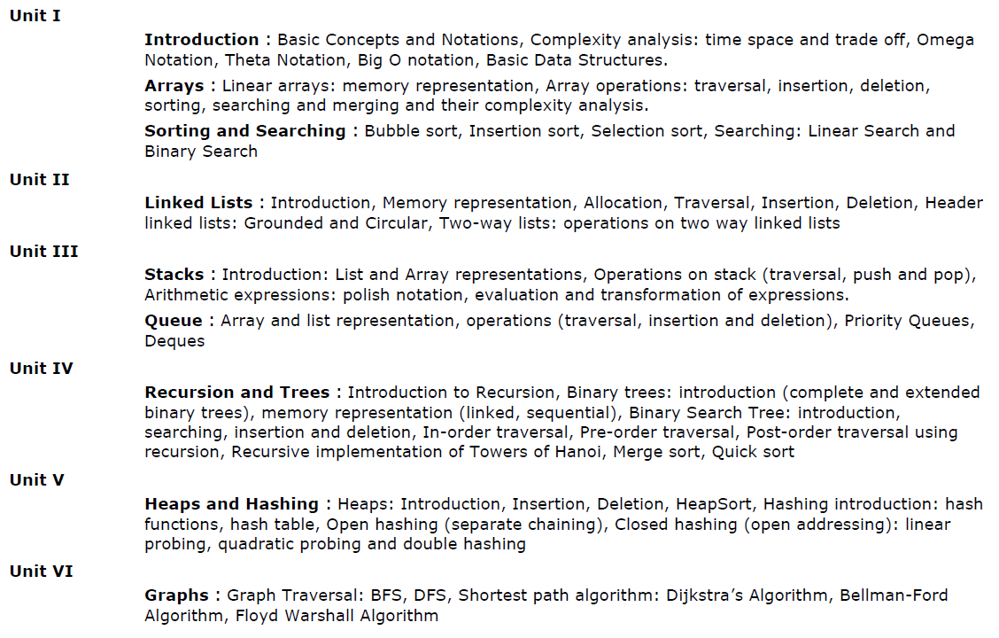 Unit I
Introduction : Basic Concepts and Notations, Complexity analysis: time space and trade off, Omega
Notation, Theta Notation, Big O notation, Basic Data Structures.
Arrays : Linear arrays: memory representation, Array operations: traversal, insertion, deletion,
sorting, searching and merging and their complexity analysis.
Sorting and Searching : Bubble sort, Insertion sort, Selection sort, Searching: Linear Search and
Binary Search
Unit II
Linked Lists : Introduction, Memory representation, Allocation, Traversal, Insertion, Deletion, Header
linked lists: Grounded and Circular, Two-way lists: operations on two way linked lists
Unit III
Stacks : Introduction: List and Array representations, Operations on stack (traversal, push and pop),
Arithmetic expressions: polish notation, evaluation and transformation of expressions.
Queue : Array and list representation, operations (traversal, insertion and deletion), Priority Queues,
Deques
Unit IV
Recursion and Trees : Introduction to Recursion, Binary trees: introduction (complete and extended
binary trees), memory representation (linked, sequential), Binary Search Tree: introduction,
searching, insertion and deletion, In-order traversal, Pre-order traversal, Post-order traversal using
recursion, Recursive implementation of Towers of Hanoi, Merge sort, Quick sort
Unit V
Heaps and Hashing : Heaps: Introduction, Insertion, Deletion, HeapSort, Hashing introduction: hash
functions, hash table, Open hashing (separate chaining), Closed hashing (open addressing): linear
probing, quadratic probing and double hashing
Unit VI
Graphs : Graph Traversal: BFS, DFS, Shortest path algorithm: Dijkstra’s Algorithm, Bellman-Ford
Algorithm, Floyd Warshall Algorithm